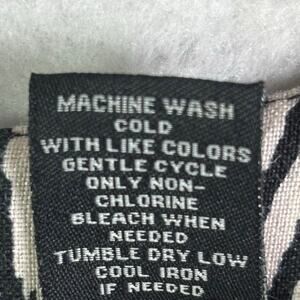 MACHINE WASH
COLD
WITH LIKE COLORS
GENTLE CYCLE
ONLY NON-
CHLORINE
BLEACH WHEN
NEEDED
TUMBLE DRY LOW
COOL IRON
IF NEEDED